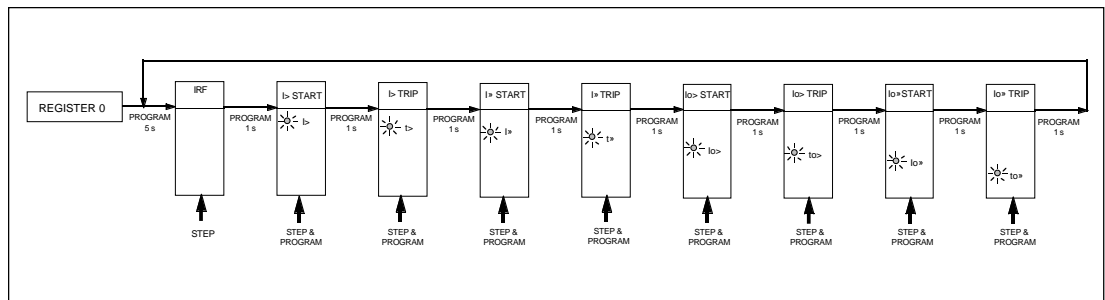 IRF
I> START
I> TRIP
I» START
I» TRIP
Io> START
Io> TRIP
Io» START
Io» TRIP
REGISTER 0
PROGRAM
5 s
PROGRAM
1 s
PROGRAM
1 s
PROGRAM
1 s
PROGRAM
1 s
PROGRAM
1 s
PROGRAM
1 s
PROGRAM
1 s
PROGRAM
1 s
PROGRAM
1 s
I>
t>
I»
t»
Io>
to>
Io»
to»
STEP
STEP &
PROGRAM
STEP &
PROGRAM
STEP &
PROGRAM
STEP &
PROGRAM
STEP &
PROGRAM
STEP &
PROGRAM
STEP &
PROGRAM
STEP &
PROGRAM